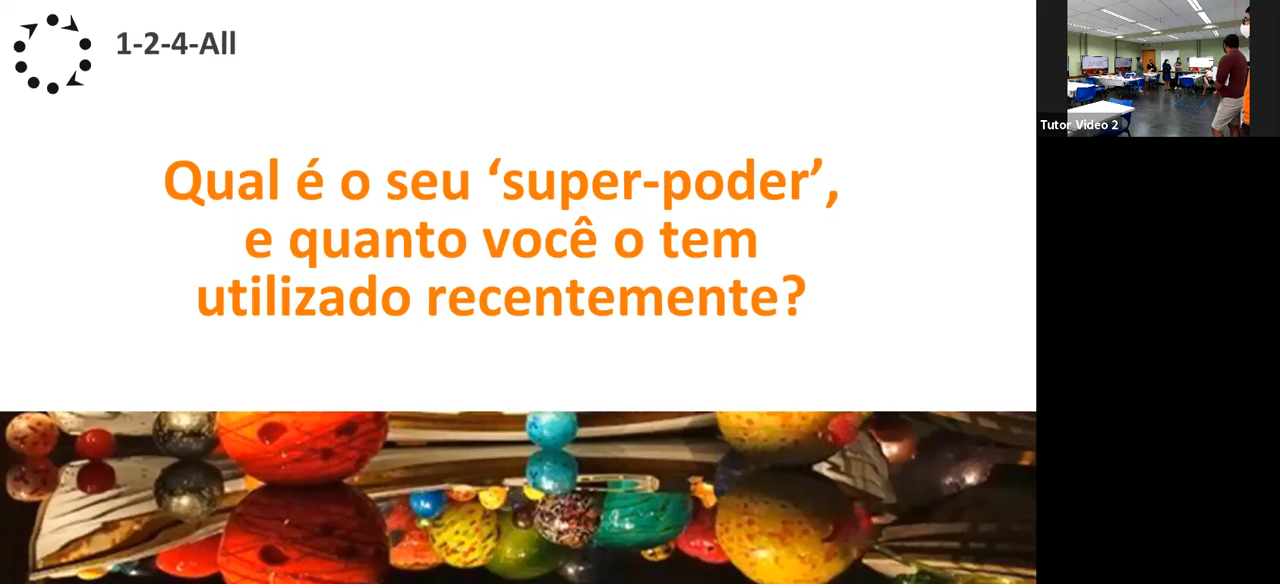 1-2-4-All
Qual é o seu ‘super-poder’,
e quanto você o tem
utilizado recentemente?
Tutor Video 2